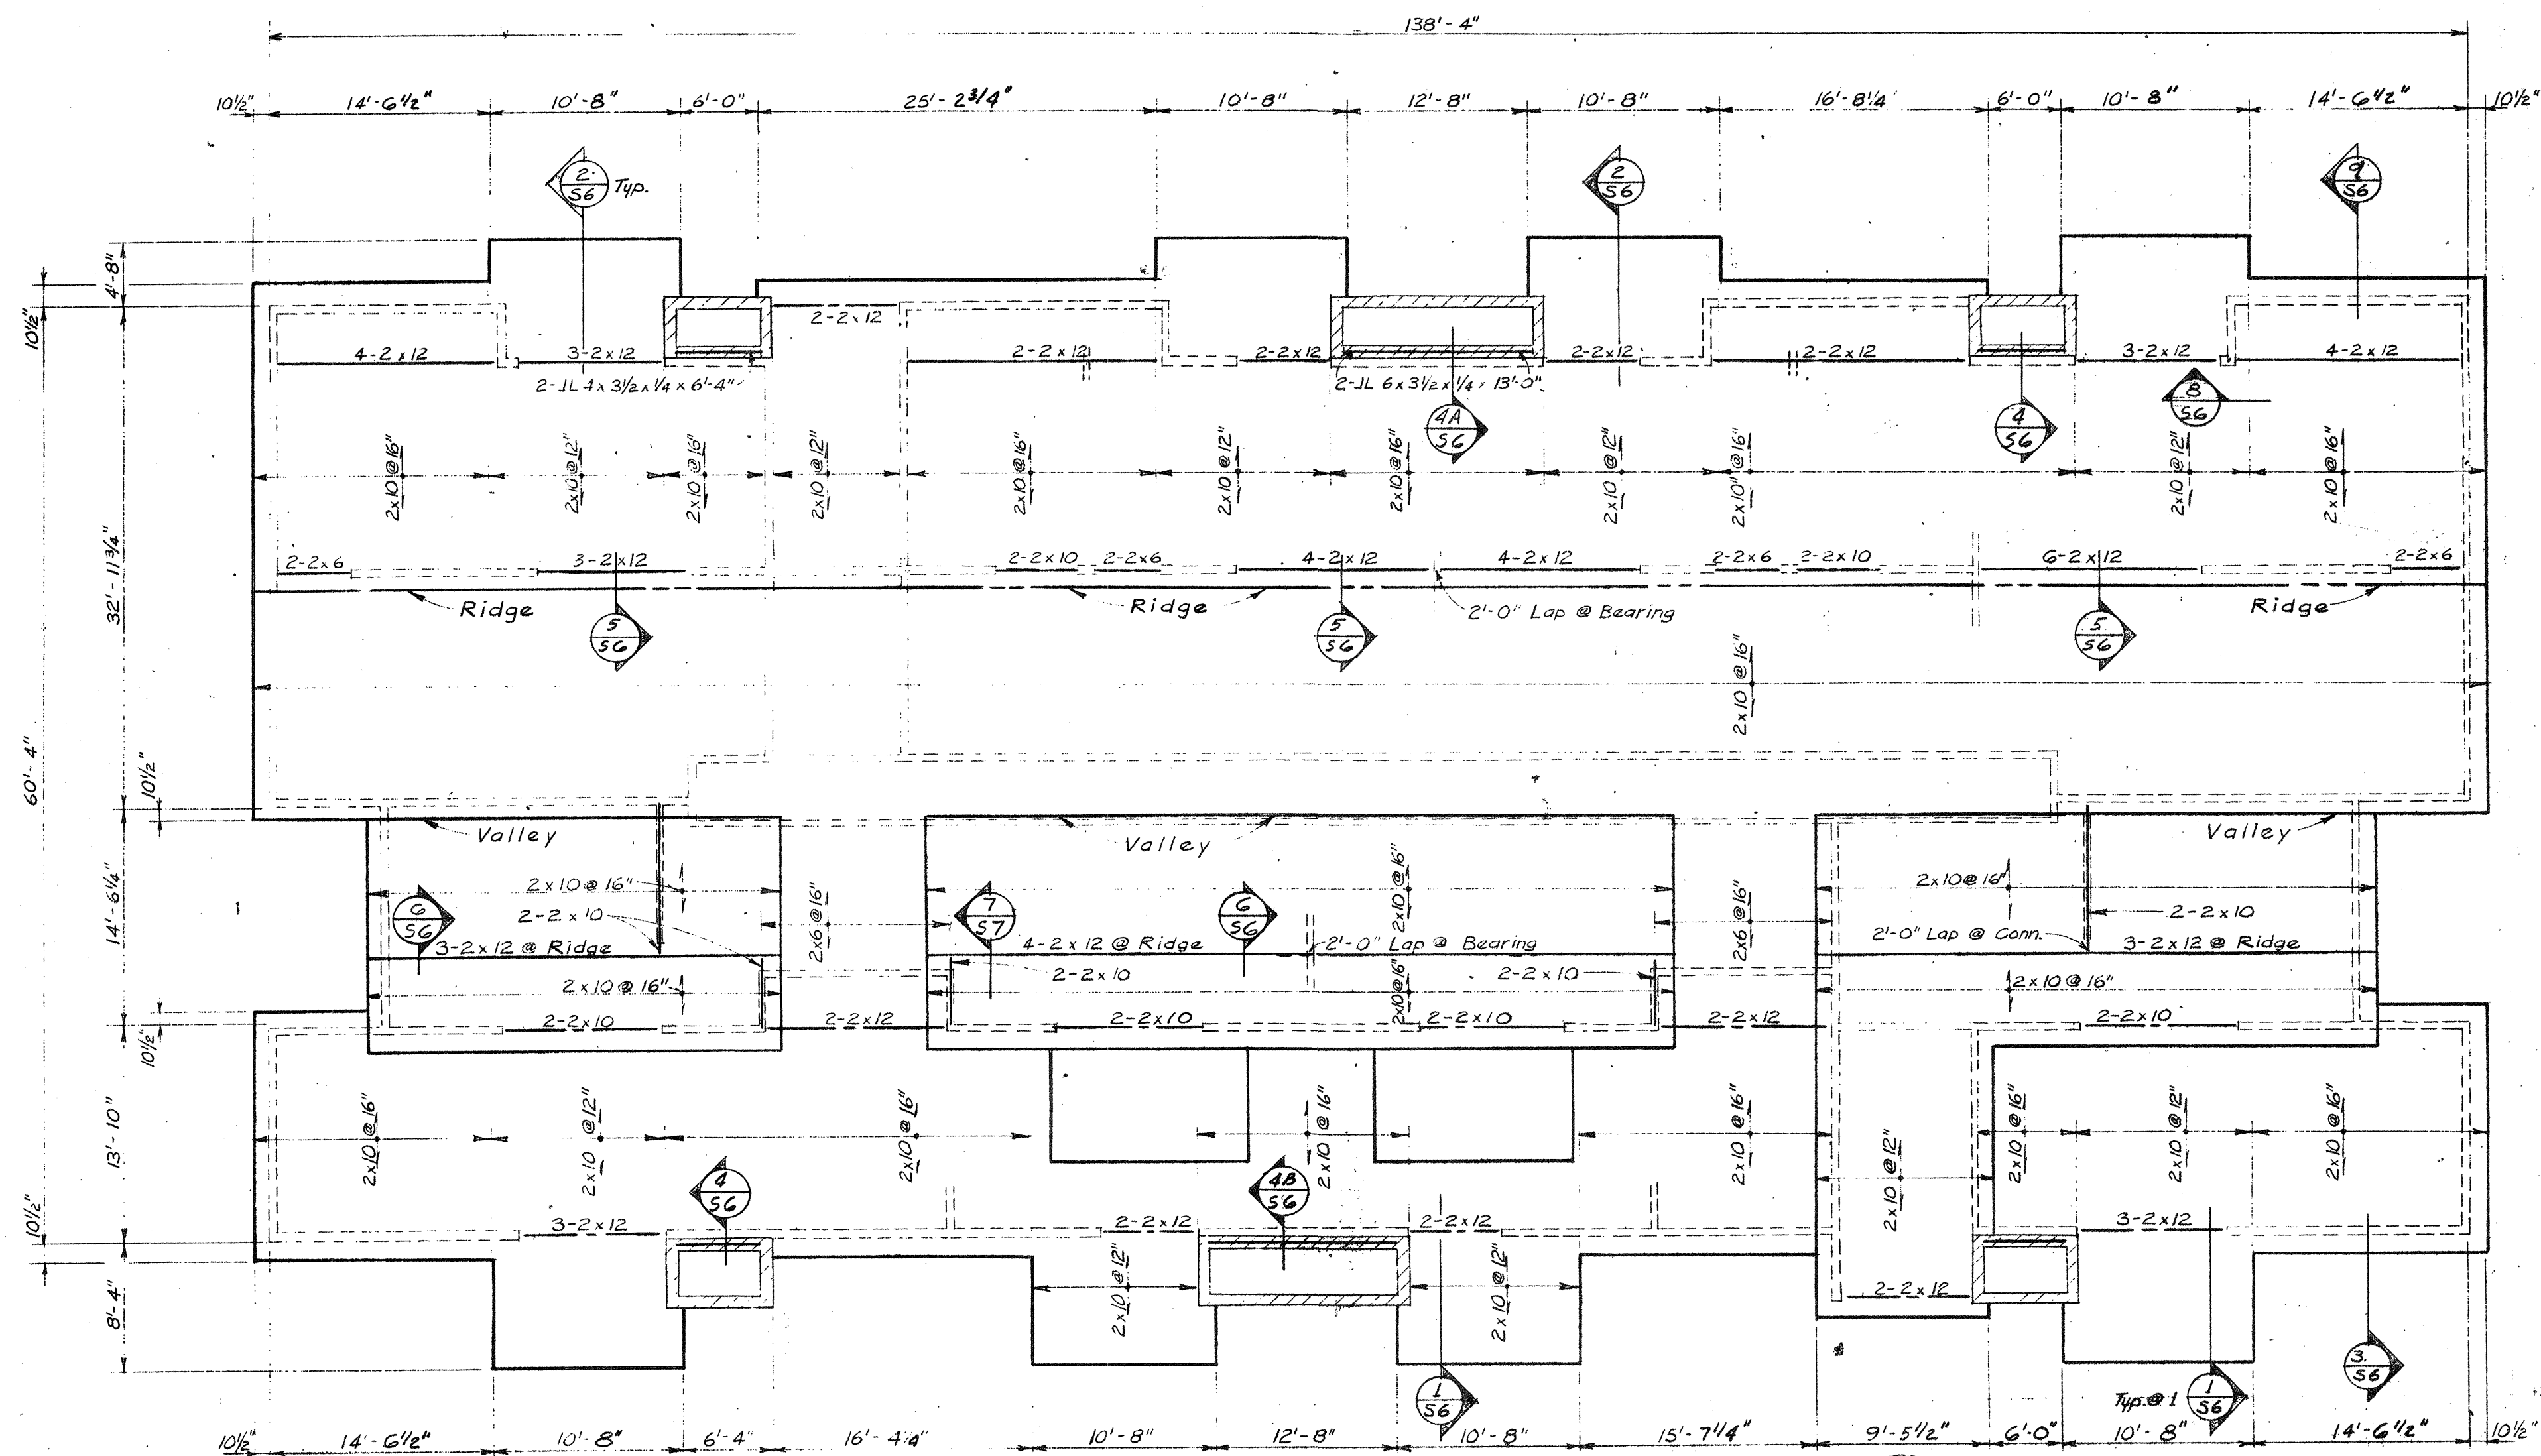 138'-4"
10½" 14'-6½" 10'-8" 6'-0" 25'-2¾" 10'-8" 12'-8" 10'-8" 16'-8¼" 6'-0" 10'-8" 14'-6½" 10½"
2 S6 Typ.
2 S6
9 S6
4'-8"
10½"
2-2x12
4-2x12 3-2x12 2-2x12 2-2x12 2-2x12 2-2x12 3-2x12 4-2x12
2-JL 4x3½x¼x6'-4"
2-JL 6x3½x¼x13'-0"
4A S6
4 S6
8 S6
2x10@16" 2x10@12" 2x10@16" 2x10@12" 2x10@16" 2x10@12" 2x10@16" 2x10@12" 2x10"@16" 2x10@12" 2x10@16"
32'-11¾"
2-2x6 3-2x12 2-2x10 2-2x6 4-2x12 4-2x12 2-2x6 2-2x10 6-2x12 2-2x6
Ridge Ridge 2'-0" Lap @ Bearing Ridge
5 S6
5 S6
5 S6
2x10@16"
60'-4"
10½"
Valley Valley Valley
14'-6¼"
2x10@16" 2x6@16" 2x10@16" 2x6@16" 2x10@16"
2-2x10 2-2x10
6 S6
7 S7
6 S6
3-2x12 @ Ridge 4-2x12 @ Ridge 2'-0" Lap @ Bearing 2'-0" Lap @ Conn. 3-2x12 @ Ridge
2-2x10 2-2x10
2x10@16" 2x10@16" 2x10@16"
2-2x10 2-2x12 2-2x10 2-2x10 2-2x12 2-2x10
10½"
2x10@16" 2x10@12" 2x10@16" 2x10@16" 2x10@16" 2x10@12" 2x10@16" 2x10@12" 2x10@16"
13'-10"
4 S6
4B S6
10½"
3-2x12 2-2x12 2-2x12 3-2x12
2x10@12" 2x10@12"
2-2x12
8'-4"
1 S6
Typ.@1 1 S6
3. S6
10½" 14'-6½" 10'-8" 6'-4" 10'-8" 12'-8" 10'-8" 15'-7¼" 9'-5½" 6'-0" 10'-8" 14'-6½" 10½"